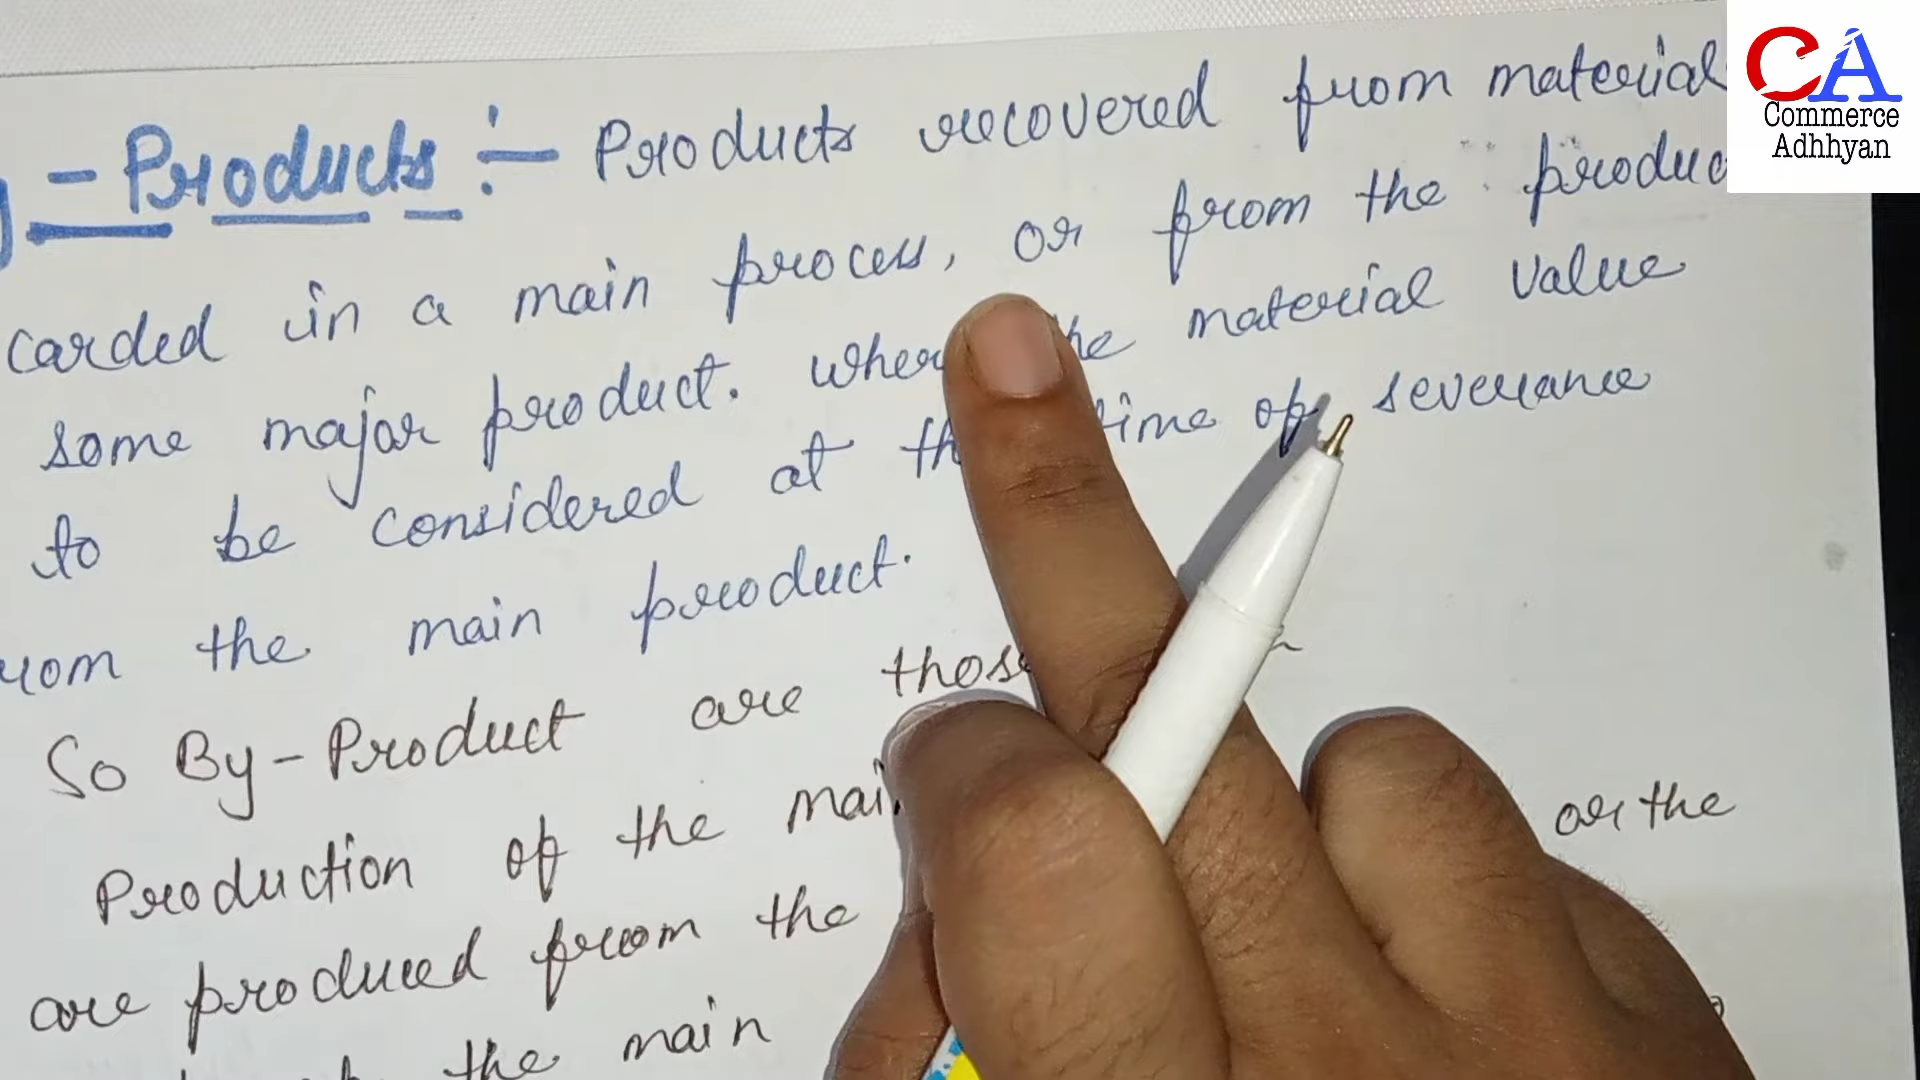 - Products :- Products recovered from material
carded in a main process, or from the produc
some major product. where the material value
to be considered at the time of severance
rom the main product.
So By-Product are those
Production of the main or the
are produced from the
the main
CA
Commerce
Adhhyan